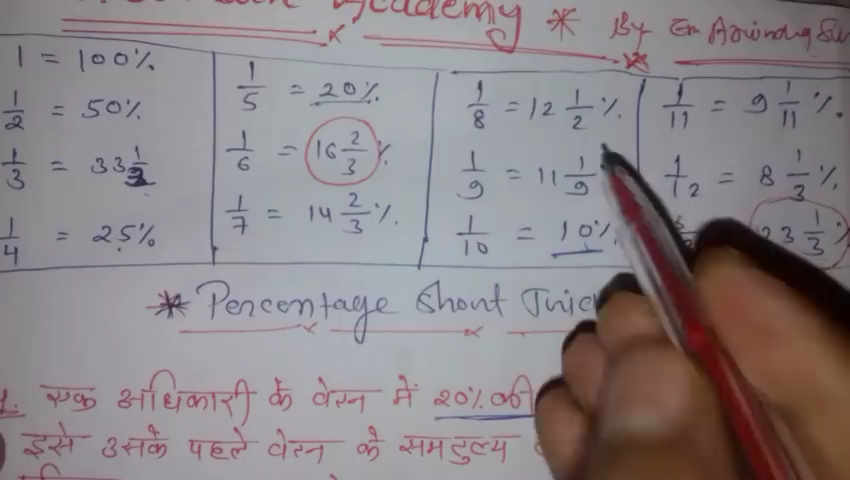 Academy * By Er. Arvind
1 = 100%
1/2 = 50%
1/3 = 33 1/3
1/4 = 25%
1/5 = 20%
1/6 = 16 2/3 %
1/7 = 14 2/3 %.
1/8 = 12 1/2 %.
1/9 = 11 1/9
1/10 = 10%.
1/11 = 9 1/11 %.
1/12 = 8 1/3 %
23 1/3 %
* Percentage Short
1. एक अधिकारी के वेतन में 20% की
इसे उसके पहले वेतन के समतुल्य